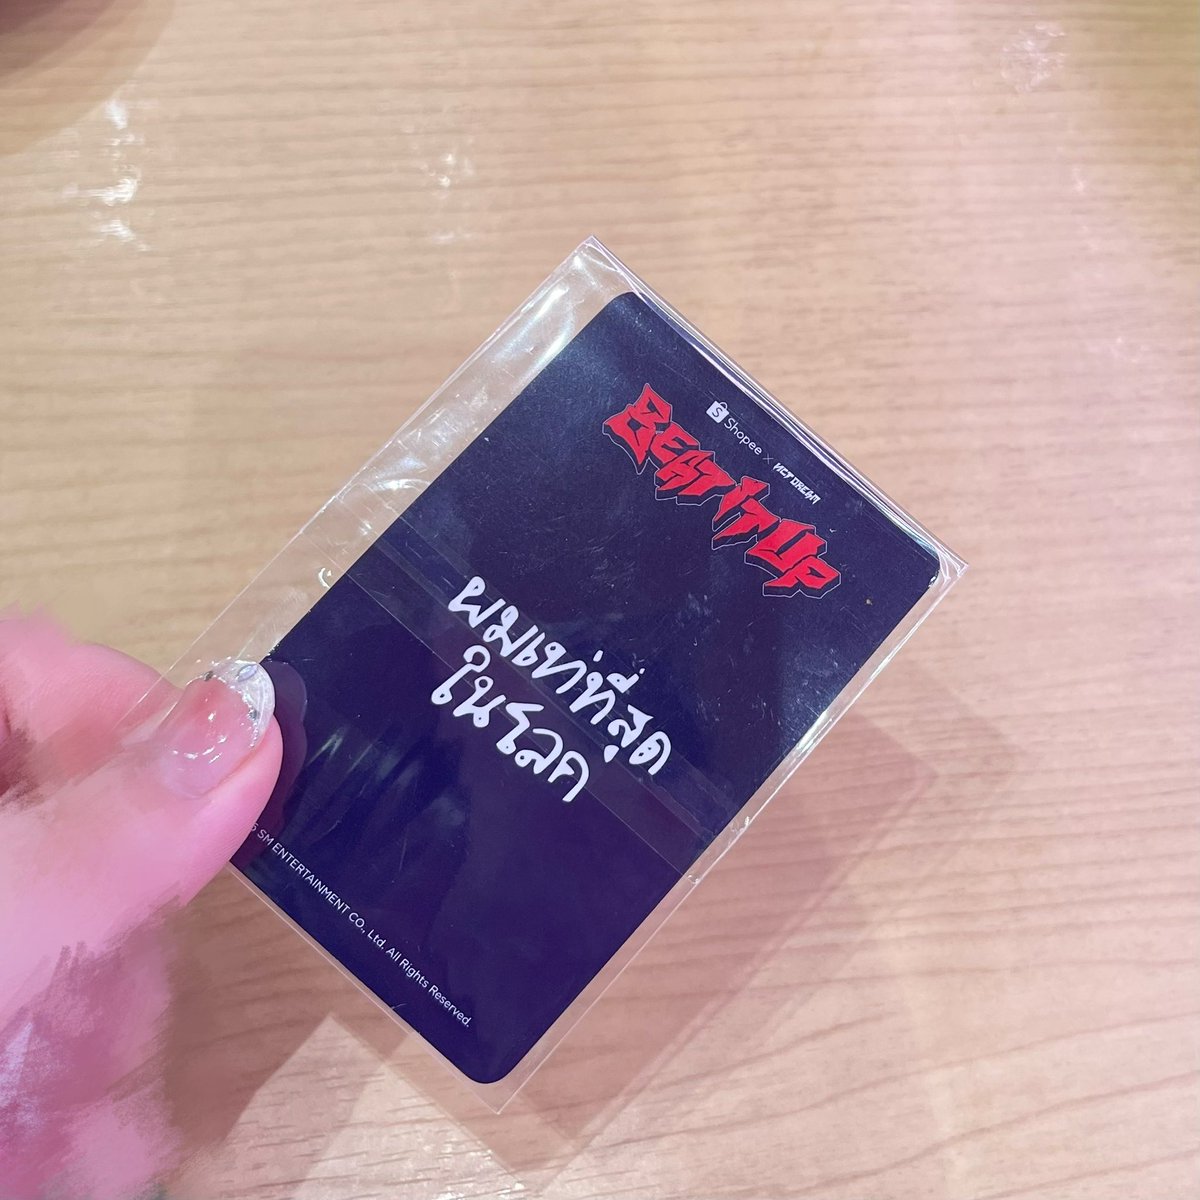 Shopee × NCT DREAM
BEAT IT UP
ผมเท่ที่สุด
ในโลก
SM ENTERTAINMENT CO., Ltd. All Rights Reserved.